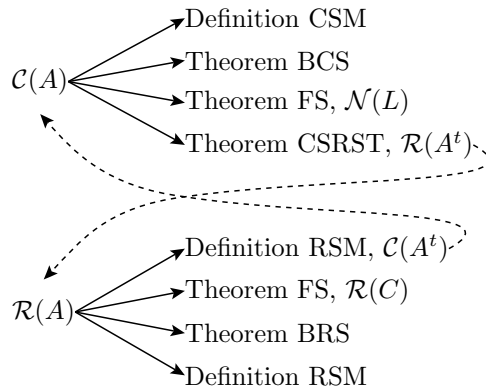 Definition CSM
Theorem BCS
𝒞(A)
Theorem FS, 𝒩(L)
Theorem CSRST, ℛ(Aᵗ)
Definition RSM, 𝒞(Aᵗ)
Theorem FS, ℛ(C)
ℛ(A)
Theorem BRS
Definition RSM